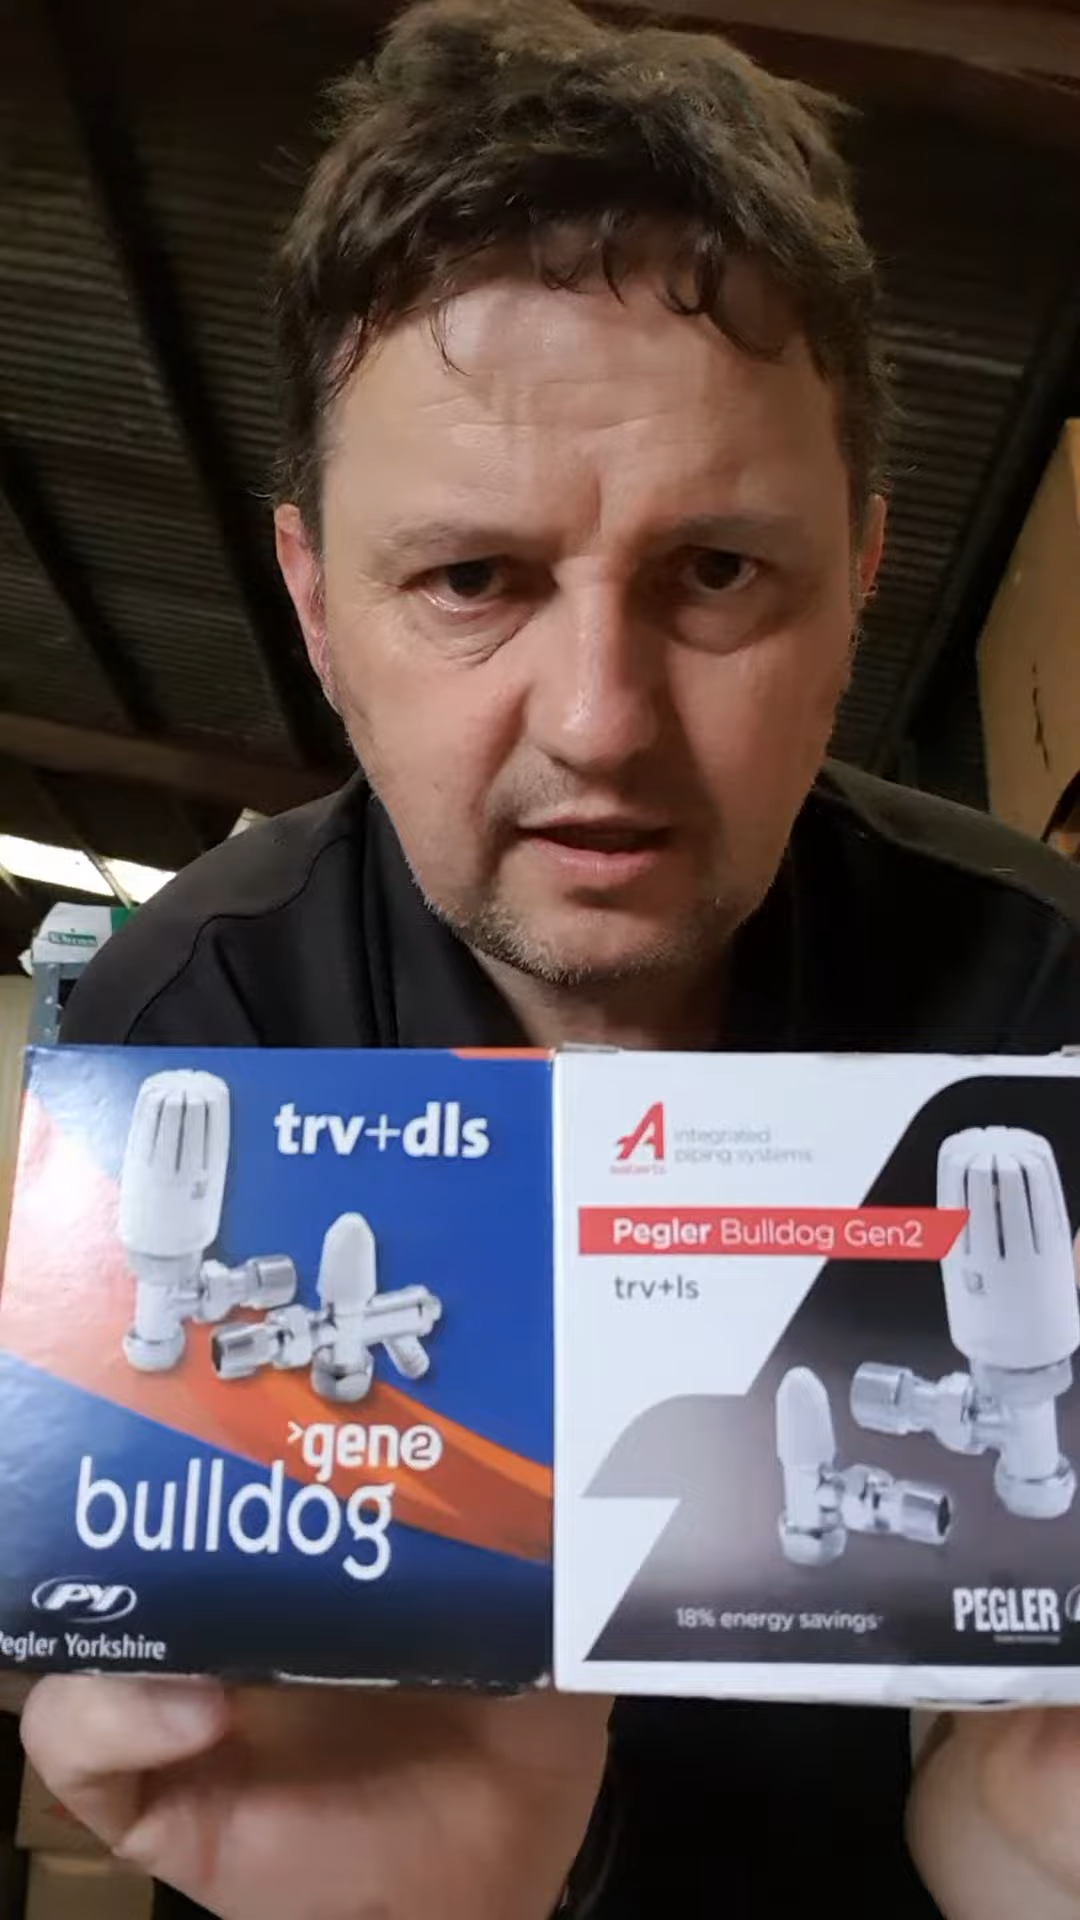 trv+dls
>gen2
bulldog
PY
Pegler Yorkshire
A integrated
piping systems
aalberts
Pegler Bulldog Gen2
trv+ls
18% energy savings*
PEGLER